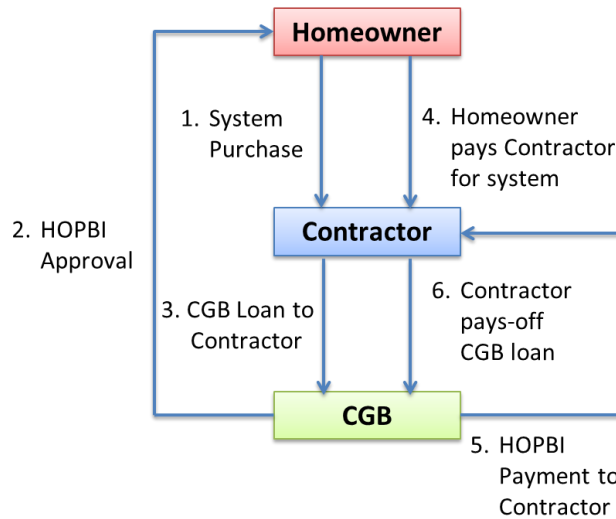 Homeowner
1. System
Purchase
4. Homeowner
pays Contractor
for system
2. HOPBI
Approval
Contractor
3. CGB Loan to
Contractor
6. Contractor
pays-off
CGB loan
CGB
5. HOPBI
Payment to
Contractor